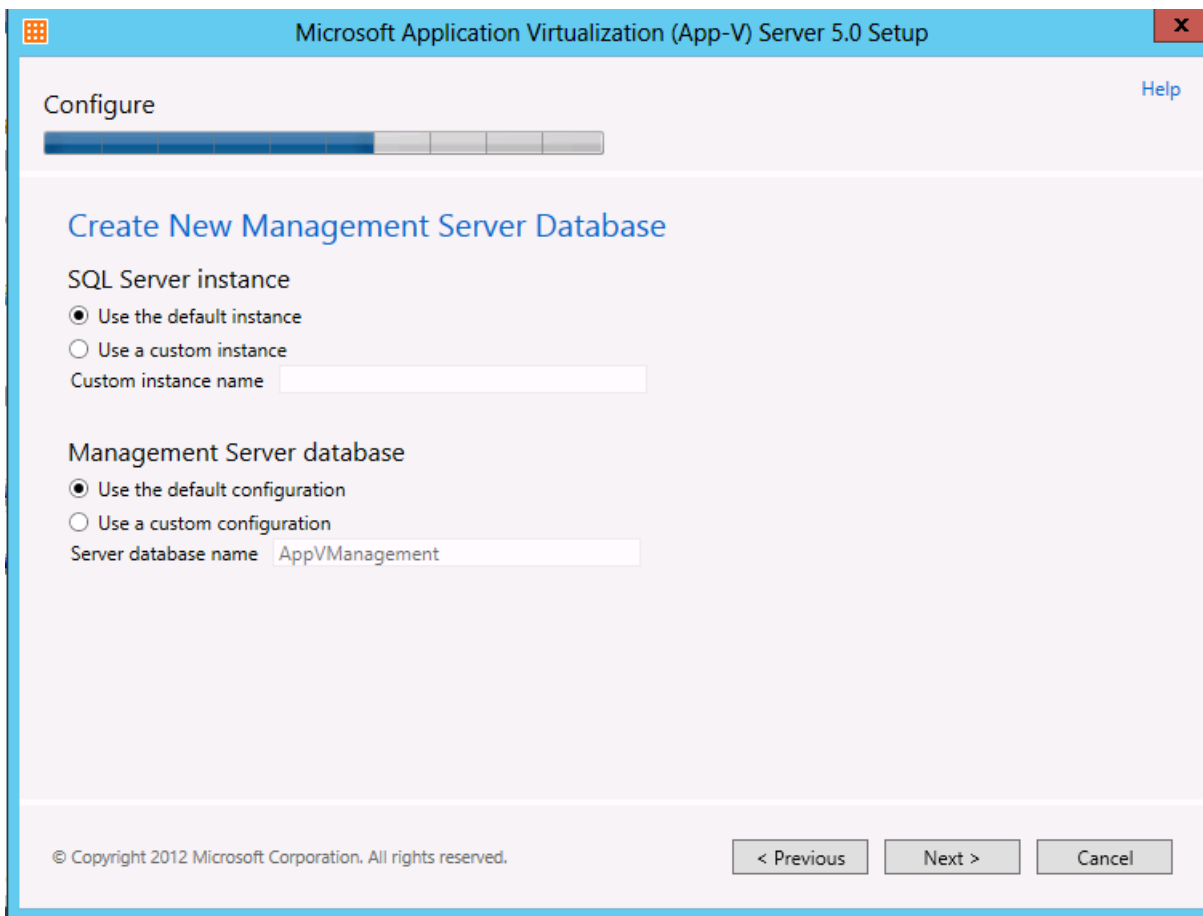 Microsoft Application Virtualization (App-V) Server 5.0 Setup
x
Help
Configure
Create New Management Server Database
SQL Server instance
Use the default instance
Use a custom instance
Custom instance name
Management Server database
Use the default configuration
Use a custom configuration
Server database name AppVManagement
© Copyright 2012 Microsoft Corporation. All rights reserved.
< Previous Next > Cancel